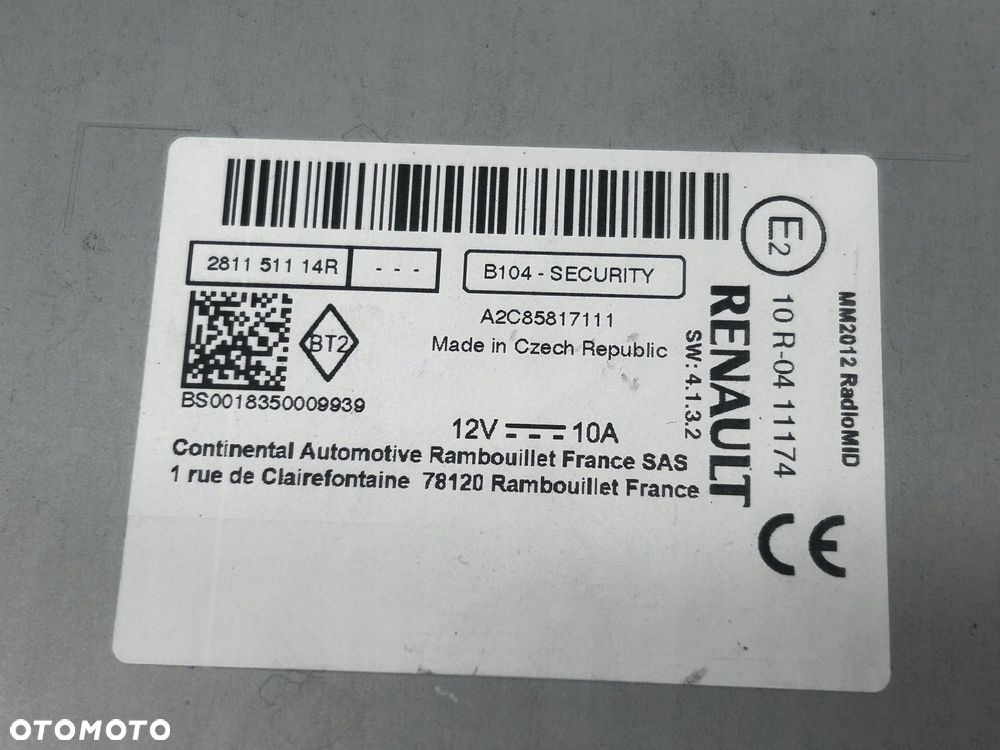 2811 511 14R - - -
B104 - SECURITY
A2C85817111
Made in Czech Republic
BT2
BS0018350009939
12V 10A
Continental Automotive Rambouillet France SAS
1 rue de Clairefontaine 78120 Rambouillet France
RENAULT
SW: 4.1.3.2
E2
10 R-04 11174
MM2012 RadioMID
CE
OTOMOTO